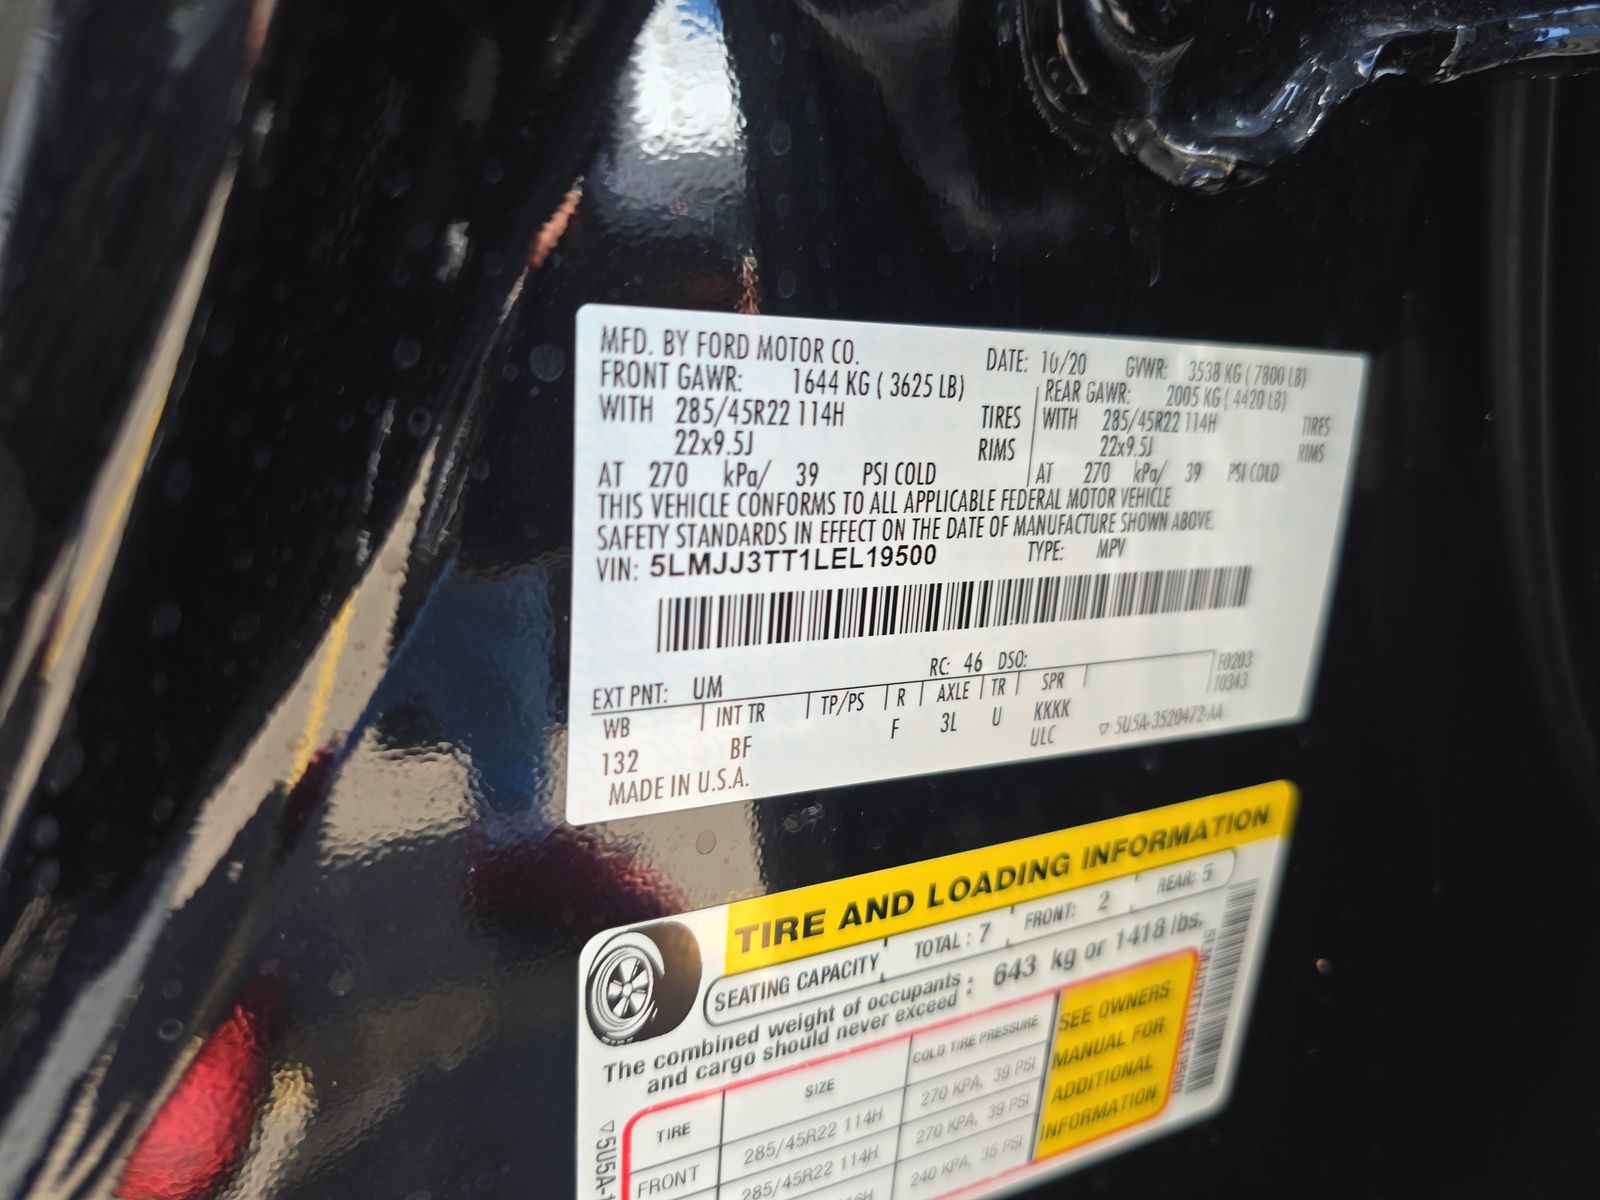 MFD. BY FORD MOTOR CO.
DATE: 10/20 GVWR: 3538 KG ( 7800 LB)
FRONT GAWR: 1644 KG ( 3625 LB)
REAR GAWR: 2005 KG ( 4420 LB)
WITH 285/45R22 114H TIRES
WITH 285/45R22 114H TIRES
22x9.5J RIMS
22x9.5J RIMS
AT 270 kPa/ 39 PSI COLD
AT 270 kPa/ 39 PSI COLD
THIS VEHICLE CONFORMS TO ALL APPLICABLE FEDERAL MOTOR VEHICLE
SAFETY STANDARDS IN EFFECT ON THE DATE OF MANUFACTURE SHOWN ABOVE.
VIN: 5LMJJ3TT1LEL19500 TYPE: MPV
EXT PNT: UM RC: 46 DSO: F0203
T0343
WB INT TR TP/PS R AXLE TR SPR
132 BF F 3L U KKKK
ULC ▽ 5U5A-3520472-AA
MADE IN U.S.A.
TIRE AND LOADING INFORMATION
SEATING CAPACITY TOTAL : 7 FRONT: 2 REAR: 5
The combined weight of occupants
and cargo should never exceed : 643 kg or 1418 lbs.
TIRE SIZE COLD TIRE PRESSURE
FRONT 285/45R22 114H 270 KPA, 39 PSI
285/45R22 114H 270 KPA, 39 PSI
240 KPA, 35 PSI
SEE OWNERS
MANUAL FOR
ADDITIONAL
INFORMATION
▽5U5A-